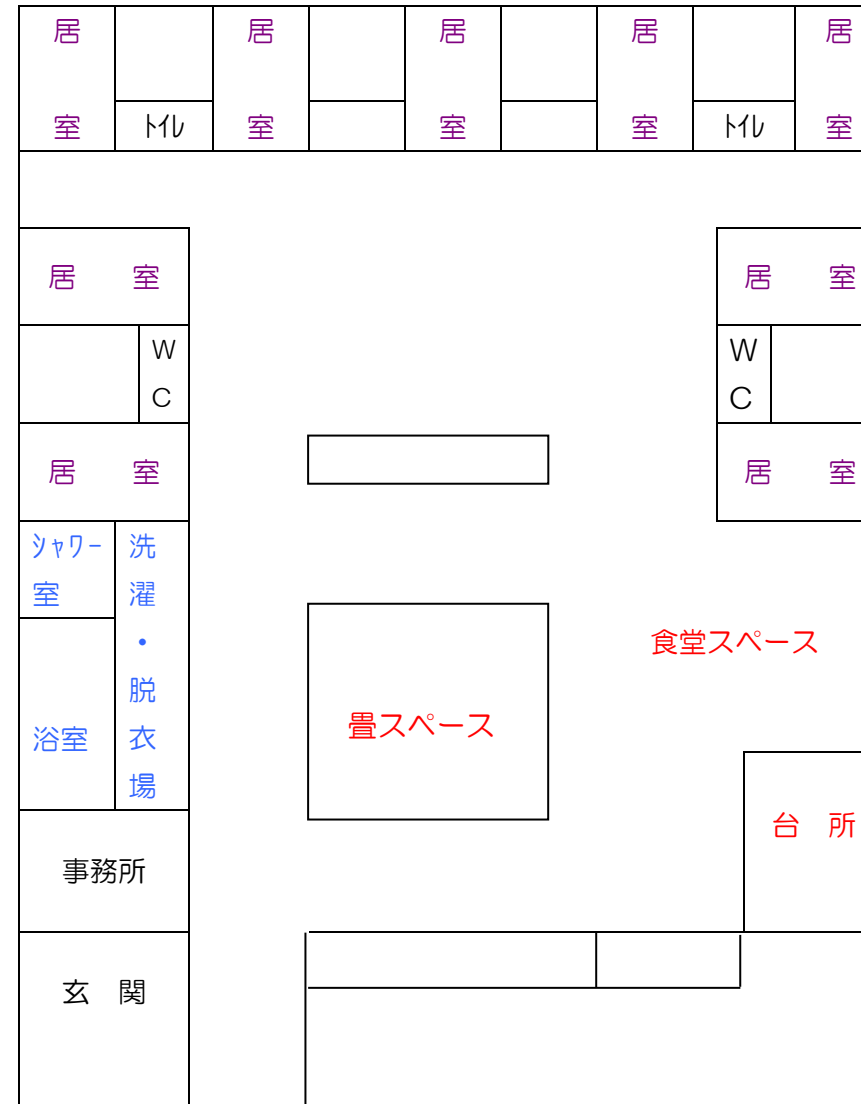 居 居 居 居 居
室 トイレ 室 室 室 トイレ 室
居 室 居 室
W W
C C
居 室 居 室
シャワー室
洗濯・脱衣場
食堂スペース
浴室
畳スペース
台 所
事務所
玄 関